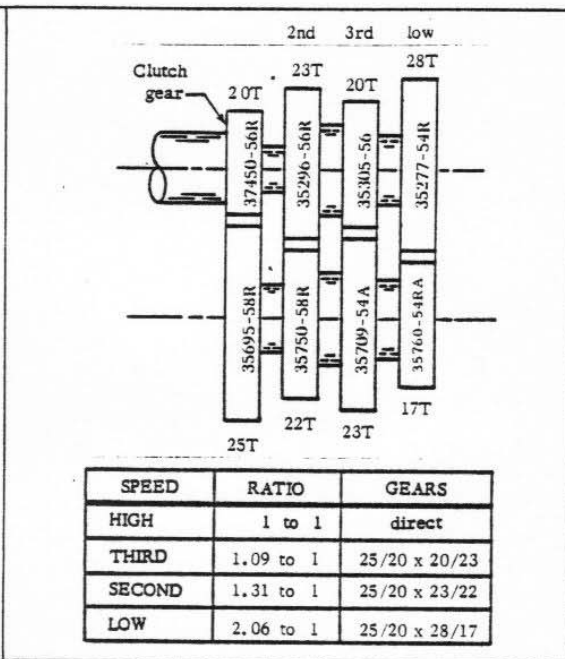 2nd 3rd low
23T 28T
Clutch gear 20T 20T
37450-56R
35296-56R
35305-56
35277-54R
35695-58R
35750-58R
35709-54A
35760-54RA
25T 22T 23T 17T
SPEED RATIO GEARS
HIGH 1 to 1 direct
THIRD 1.09 to 1 25/20 x 20/23
SECOND 1.31 to 1 25/20 x 23/22
LOW 2.06 to 1 25/20 x 28/17